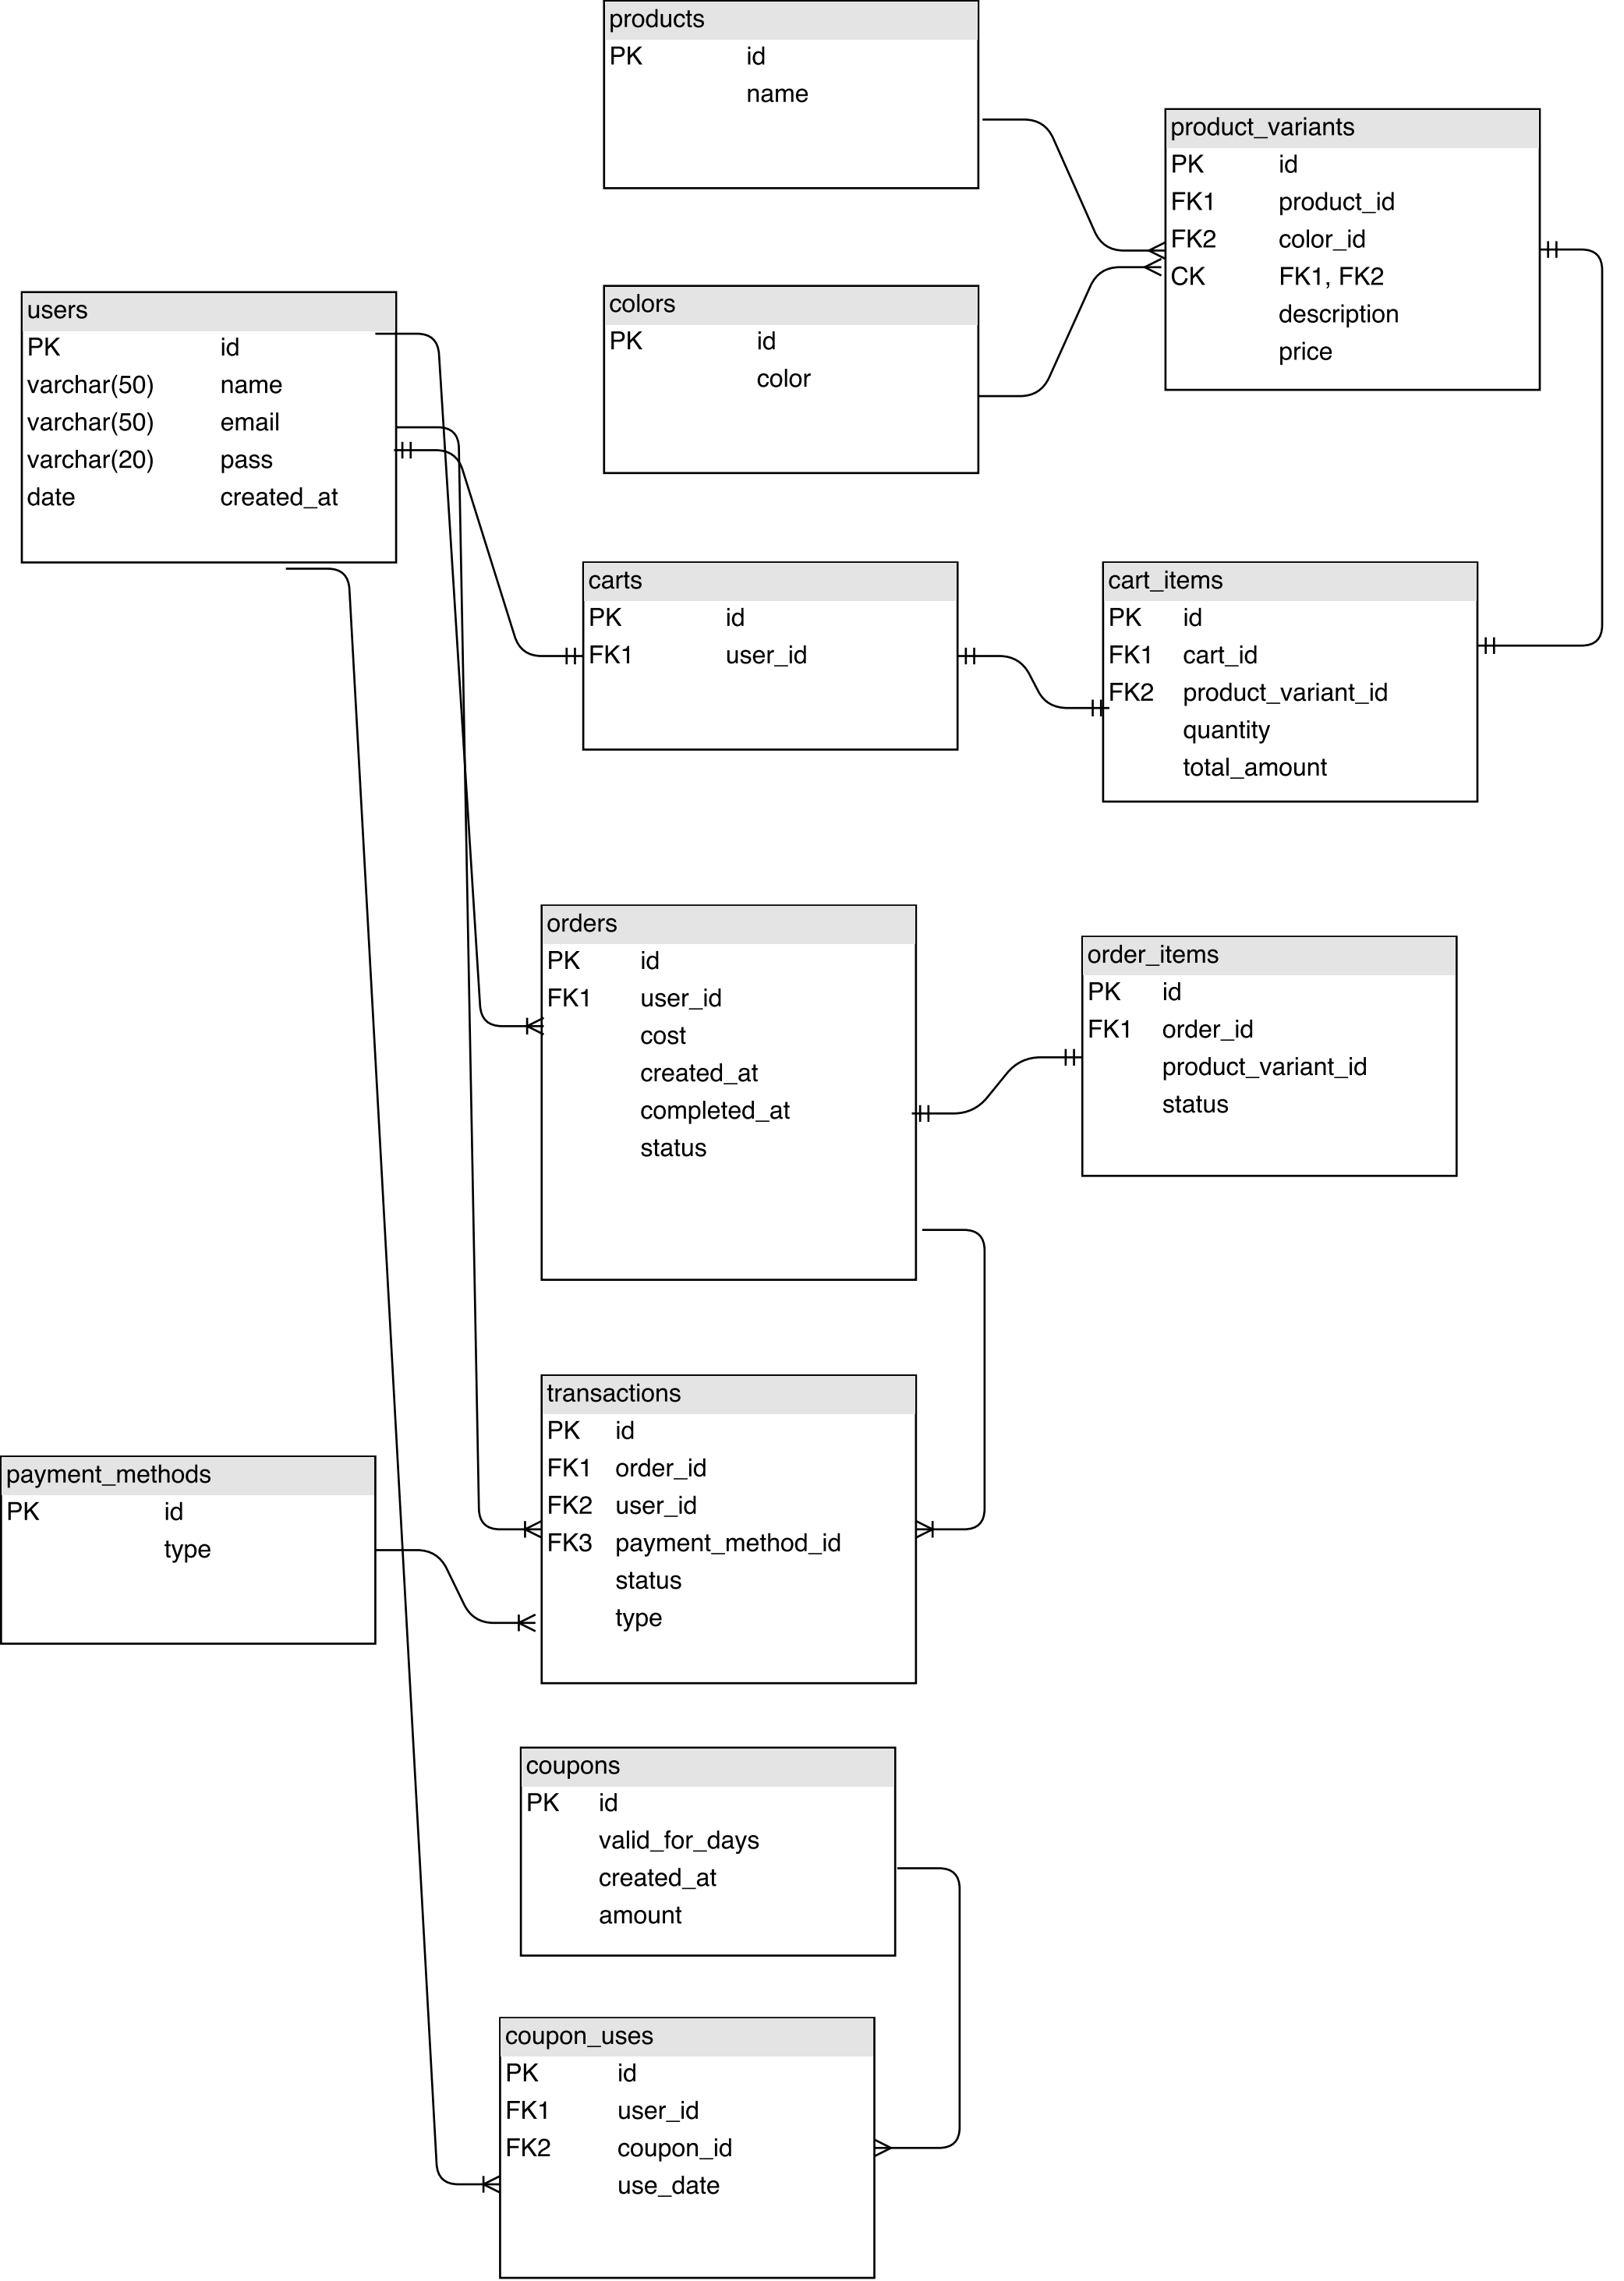 products
PK id
name
product_variants
PK id
FK1 product_id
FK2 color_id
CK FK1, FK2
description
price
colors
PK id
color
users
PK id
varchar(50) name
varchar(50) email
varchar(20) pass
date created_at
carts
PK id
FK1 user_id
cart_items
PK id
FK1 cart_id
FK2 product_variant_id
quantity
total_amount
orders
PK id
FK1 user_id
cost
created_at
completed_at
status
order_items
PK id
FK1 order_id
product_variant_id
status
transactions
PK id
FK1 order_id
FK2 user_id
FK3 payment_method_id
status
type
payment_methods
PK id
type
coupons
PK id
valid_for_days
created_at
amount
coupon_uses
PK id
FK1 user_id
FK2 coupon_id
use_date